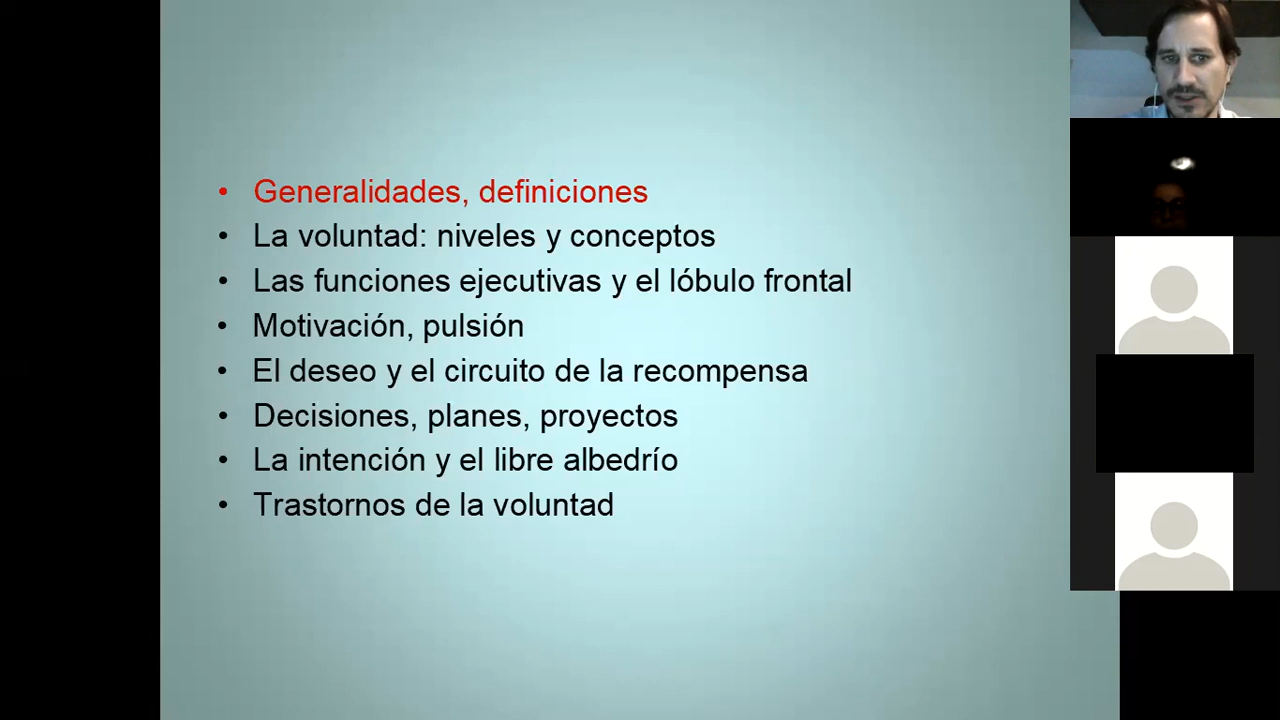 • Generalidades, definiciones
• La voluntad: niveles y conceptos
• Las funciones ejecutivas y el lóbulo frontal
• Motivación, pulsión
• El deseo y el circuito de la recompensa
• Decisiones, planes, proyectos
• La intención y el libre albedrío
• Trastornos de la voluntad